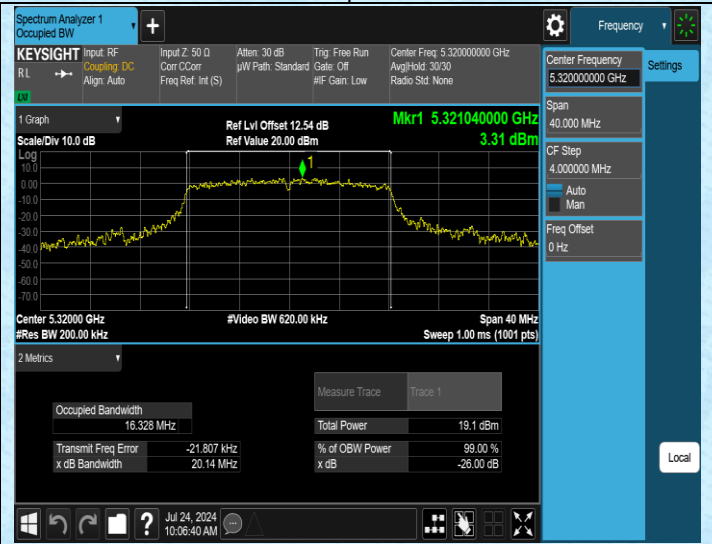 Spectrum Analyzer 1
Occupied BW
+
Frequency
KEYSIGHT
RL
LXI
Input: RF
Coupling: DC
Align: Auto
Input Z: 50 Ω
Corr CCorr
Freq Ref: Int (S)
Atten: 30 dB
µW Path: Standard
Trig: Free Run
Gate: Off
#IF Gain: Low
Center Freq: 5.320000000 GHz
Avg|Hold: 30/30
Radio Std: None
Center Frequency
5.320000000 GHz
Settings
Span
40.000 MHz
CF Step
4.000000 MHz
Auto
Man
Freq Offset
0 Hz
1 Graph
Scale/Div 10.0 dB
Ref Lvl Offset 12.54 dB
Ref Value 20.00 dBm
Mkr1 5.321040000 GHz
3.31 dBm
Log
10.0
0.00
-10.0
-20.0
-30.0
-40.0
-50.0
-60.0
-70.0
1
Center 5.32000 GHz
#Res BW 200.00 kHz
#Video BW 620.00 kHz
Span 40 MHz
Sweep 1.00 ms (1001 pts)
2 Metrics
Measure Trace
Trace 1
Occupied Bandwidth
16.328 MHz
Total Power
19.1 dBm
Transmit Freq Error
-21.807 kHz
% of OBW Power
99.00 %
x dB Bandwidth
20.14 MHz
x dB
-26.00 dB
Local
?
Jul 24, 2024
10:06:40 AM